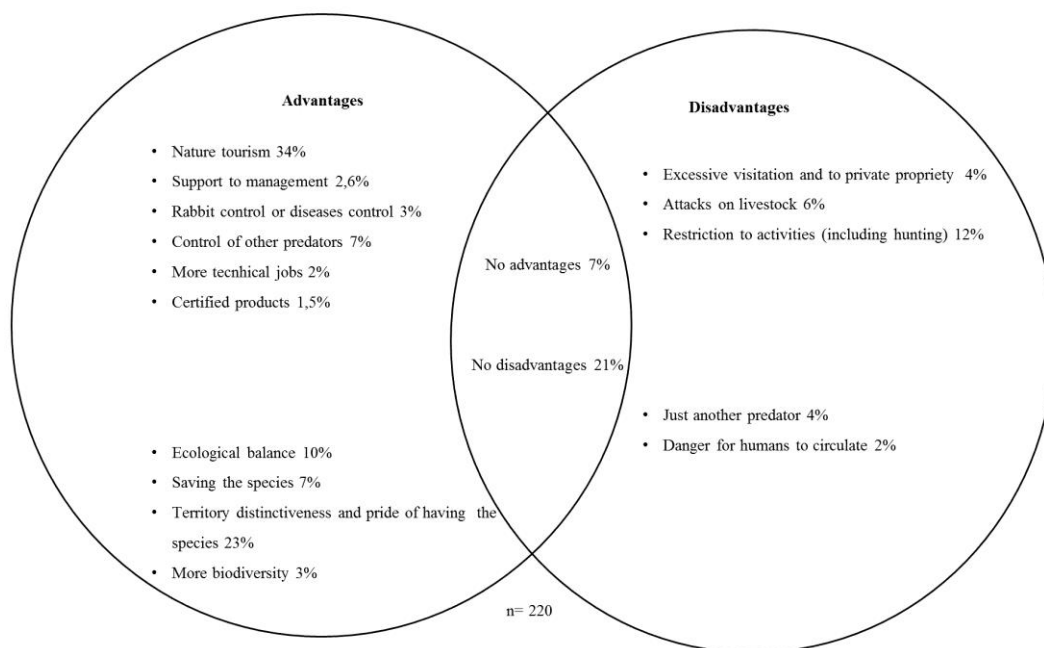 Advantages
• Nature tourism 34%
• Support to management 2,6%
• Rabbit control or diseases control 3%
• Control of other predators 7%
• More tecnhical jobs 2%
• Certified products 1,5%
• Ecological balance 10%
• Saving the species 7%
• Territory distinctiveness and pride of having the
species 23%
• More biodiversity 3%
No advantages 7%
No disadvantages 21%
Disadvantages
• Excessive visitation and to private propriety 4%
• Attacks on livestock 6%
• Restriction to activities (including hunting) 12%
• Just another predator 4%
• Danger for humans to circulate 2%
n= 220